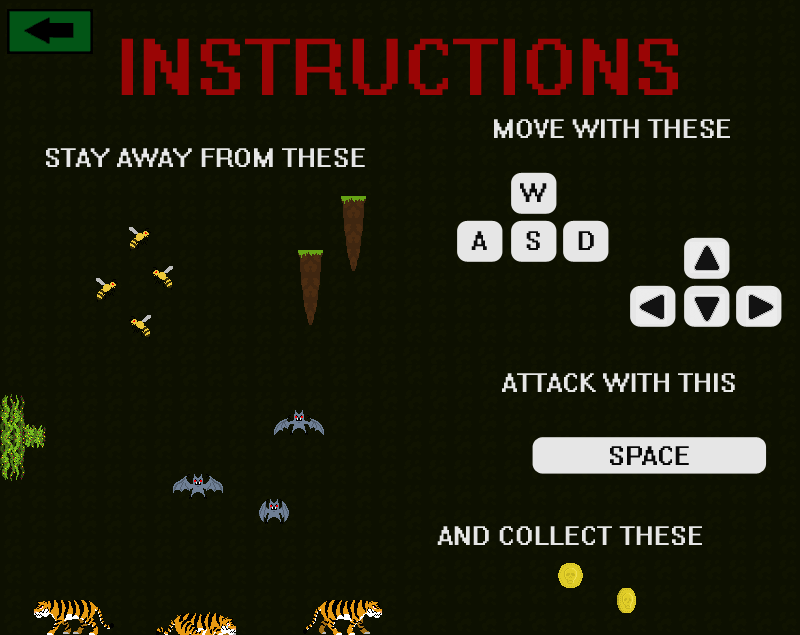 INSTRUCTIONS
STAY AWAY FROM THESE
MOVE WITH THESE
W
A S D
ATTACK WITH THIS
SPACE
AND COLLECT THESE